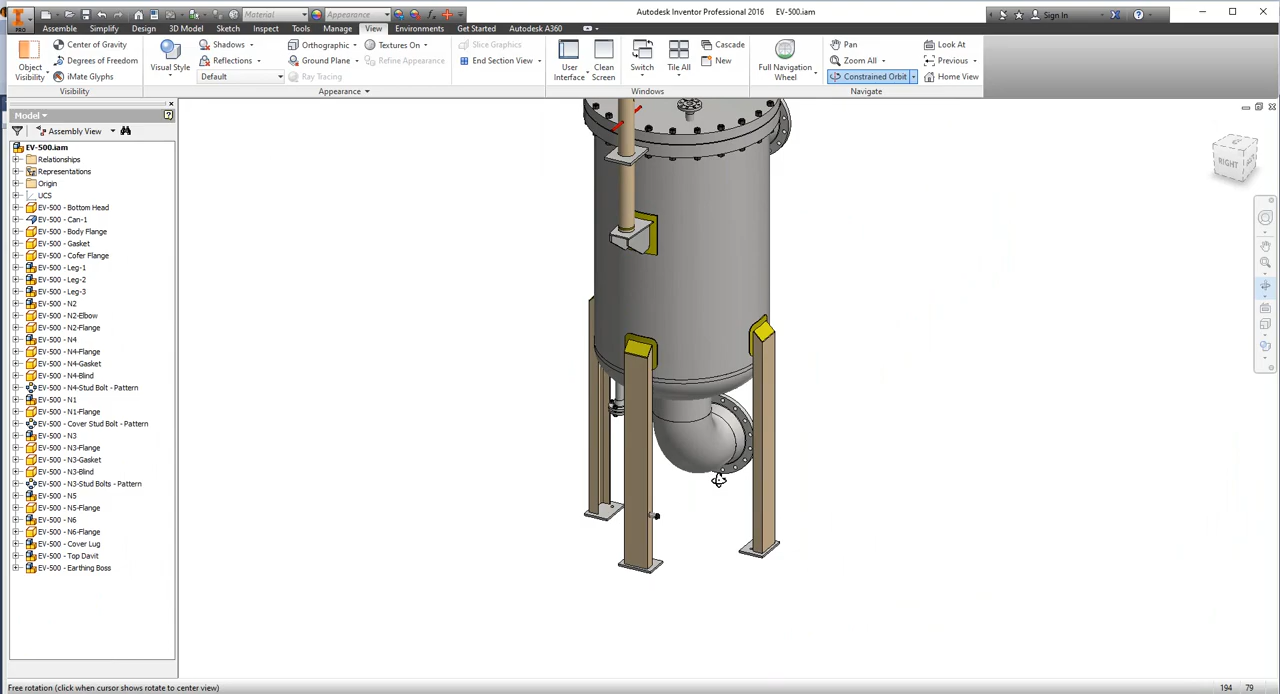 Autodesk Inventor Professional 2016 EV-500.iam
Material
Appearance
Sign In
PRO
Assemble Simplify Design 3D Model Sketch Inspect Tools Manage View Environments Get Started Autodesk A360
Object Visibility
Center of Gravity
Degrees of Freedom
iMate Glyphs
Visual Style
Shadows
Reflections
Default
Orthographic
Ground Plane
Ray Tracing
Textures On
Refine Appearance
Slice Graphics
End Section View
User Interface
Clean Screen
Switch
Tile All
Cascade
New
Full Navigation Wheel
Pan
Zoom All
Constrained Orbit
Look At
Previous
Home View
Visibility Appearance Windows Navigate
Model
Assembly View
EV-500.iam
Relationships
Representations
Origin
UCS
EV-500 - Bottom Head
EV-500 - Can-1
EV-500 - Body Flange
EV-500 - Gasket
EV-500 - Cofer Flange
EV-500 - Leg-1
EV-500 - Leg-2
EV-500 - Leg-3
EV-500 - N2
EV-500 - N2-Elbow
EV-500 - N2-Flange
EV-500 - N4
EV-500 - N4-Flange
EV-500 - N4-Gasket
EV-500 - N4-Blind
EV-500 - N4-Stud Bolt - Pattern
EV-500 - N1
EV-500 - N1-Flange
EV-500 - Cover Stud Bolt - Pattern
EV-500 - N3
EV-500 - N3-Flange
EV-500 - N3-Gasket
EV-500 - N3-Blind
EV-500 - N3-Stud Bolts - Pattern
EV-500 - N5
EV-500 - N5-Flange
EV-500 - N6
EV-500 - N6-Flange
EV-500 - Cover Lug
EV-500 - Top Davit
EV-500 - Earthing Boss
RIGHT
Free rotation (click when cursor shows rotate to center view)
194 79